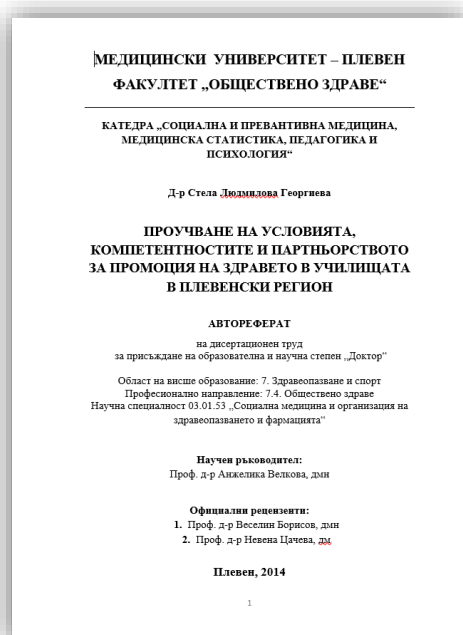 МЕДИЦИНСКИ УНИВЕРСИТЕТ – ПЛЕВЕН
ФАКУЛТЕТ „ОБЩЕСТВЕНО ЗДРАВЕ“
КАТЕДРА „СОЦИАЛНА И ПРЕВАНТИВНА МЕДИЦИНА,
МЕДИЦИНСКА СТАТИСТИКА, ПЕДАГОГИКА И
ПСИХОЛОГИЯ“
Д-р Стела Людмилова Георгиева
ПРОУЧВАНЕ НА УСЛОВИЯТА,
КОМПЕТЕНТНОСТИТЕ И ПАРТНЬОРСТВОТО
ЗА ПРОМОЦИЯ НА ЗДРАВЕТО В УЧИЛИЩАТА
В ПЛЕВЕНСКИ РЕГИОН
АВТОРЕФЕРАТ
на дисертационен труд
за присъждане на образователна и научна степен „Доктор“
Област на висше образование: 7. Здравеопазване и спорт
Професионално направление: 7.4. Обществено здраве
Научна специалност 03.01.53 „Социална медицина и организация на
здравеопазването и фармацията“
Научен ръководител:
Проф. д-р Анжелика Велкова, дмн
Официални рецензенти:
1. Проф. д-р Веселин Борисов, дмн
2. Проф. д-р Невена Цачева, дм
Плевен, 2014
1